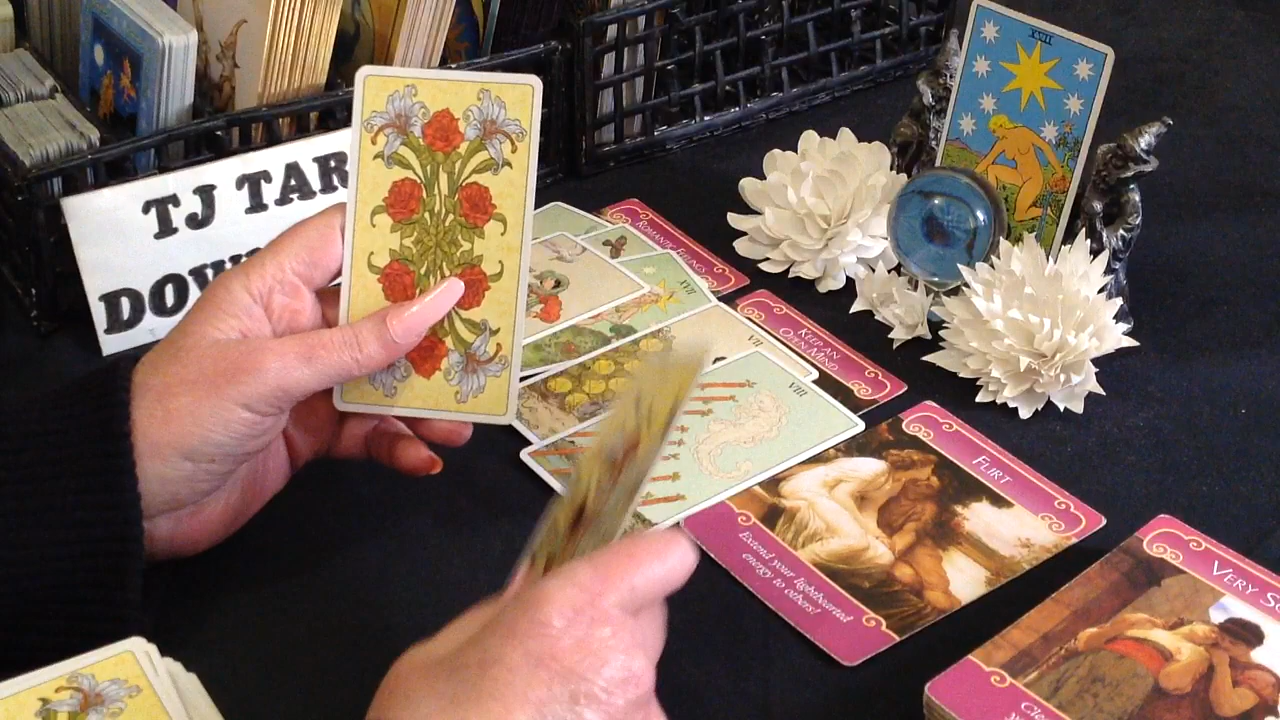 XVII
TJ TAR
DOW
ROMANTIC FEELINGS
XVII
VII
KEEP AN
OPEN MIND
VIII
FLIRT
Extend your lighthearted
energy to others!
VERY